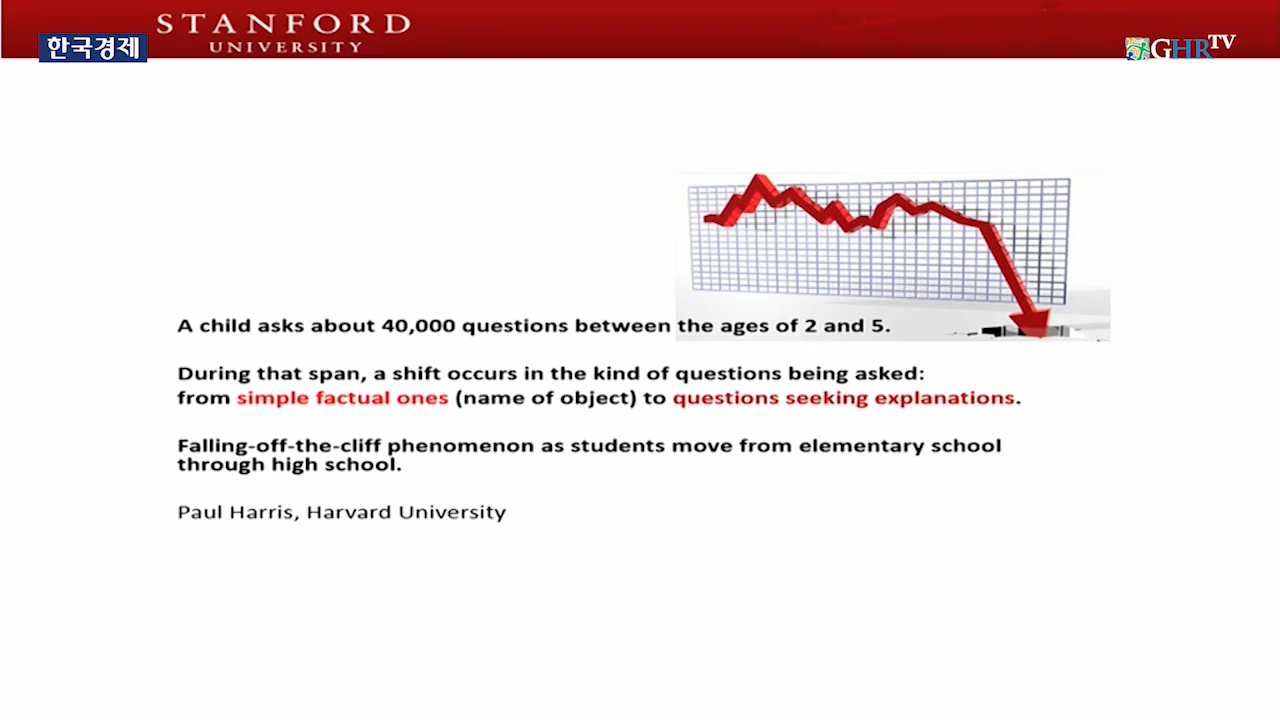 STANFORD
UNIVERSITY
한국경제
GHR TV
A child asks about 40,000 questions between the ages of 2 and 5.
During that span, a shift occurs in the kind of questions being asked:
from simple factual ones (name of object) to questions seeking explanations.
Falling-off-the-cliff phenomenon as students move from elementary school
through high school.
Paul Harris, Harvard University